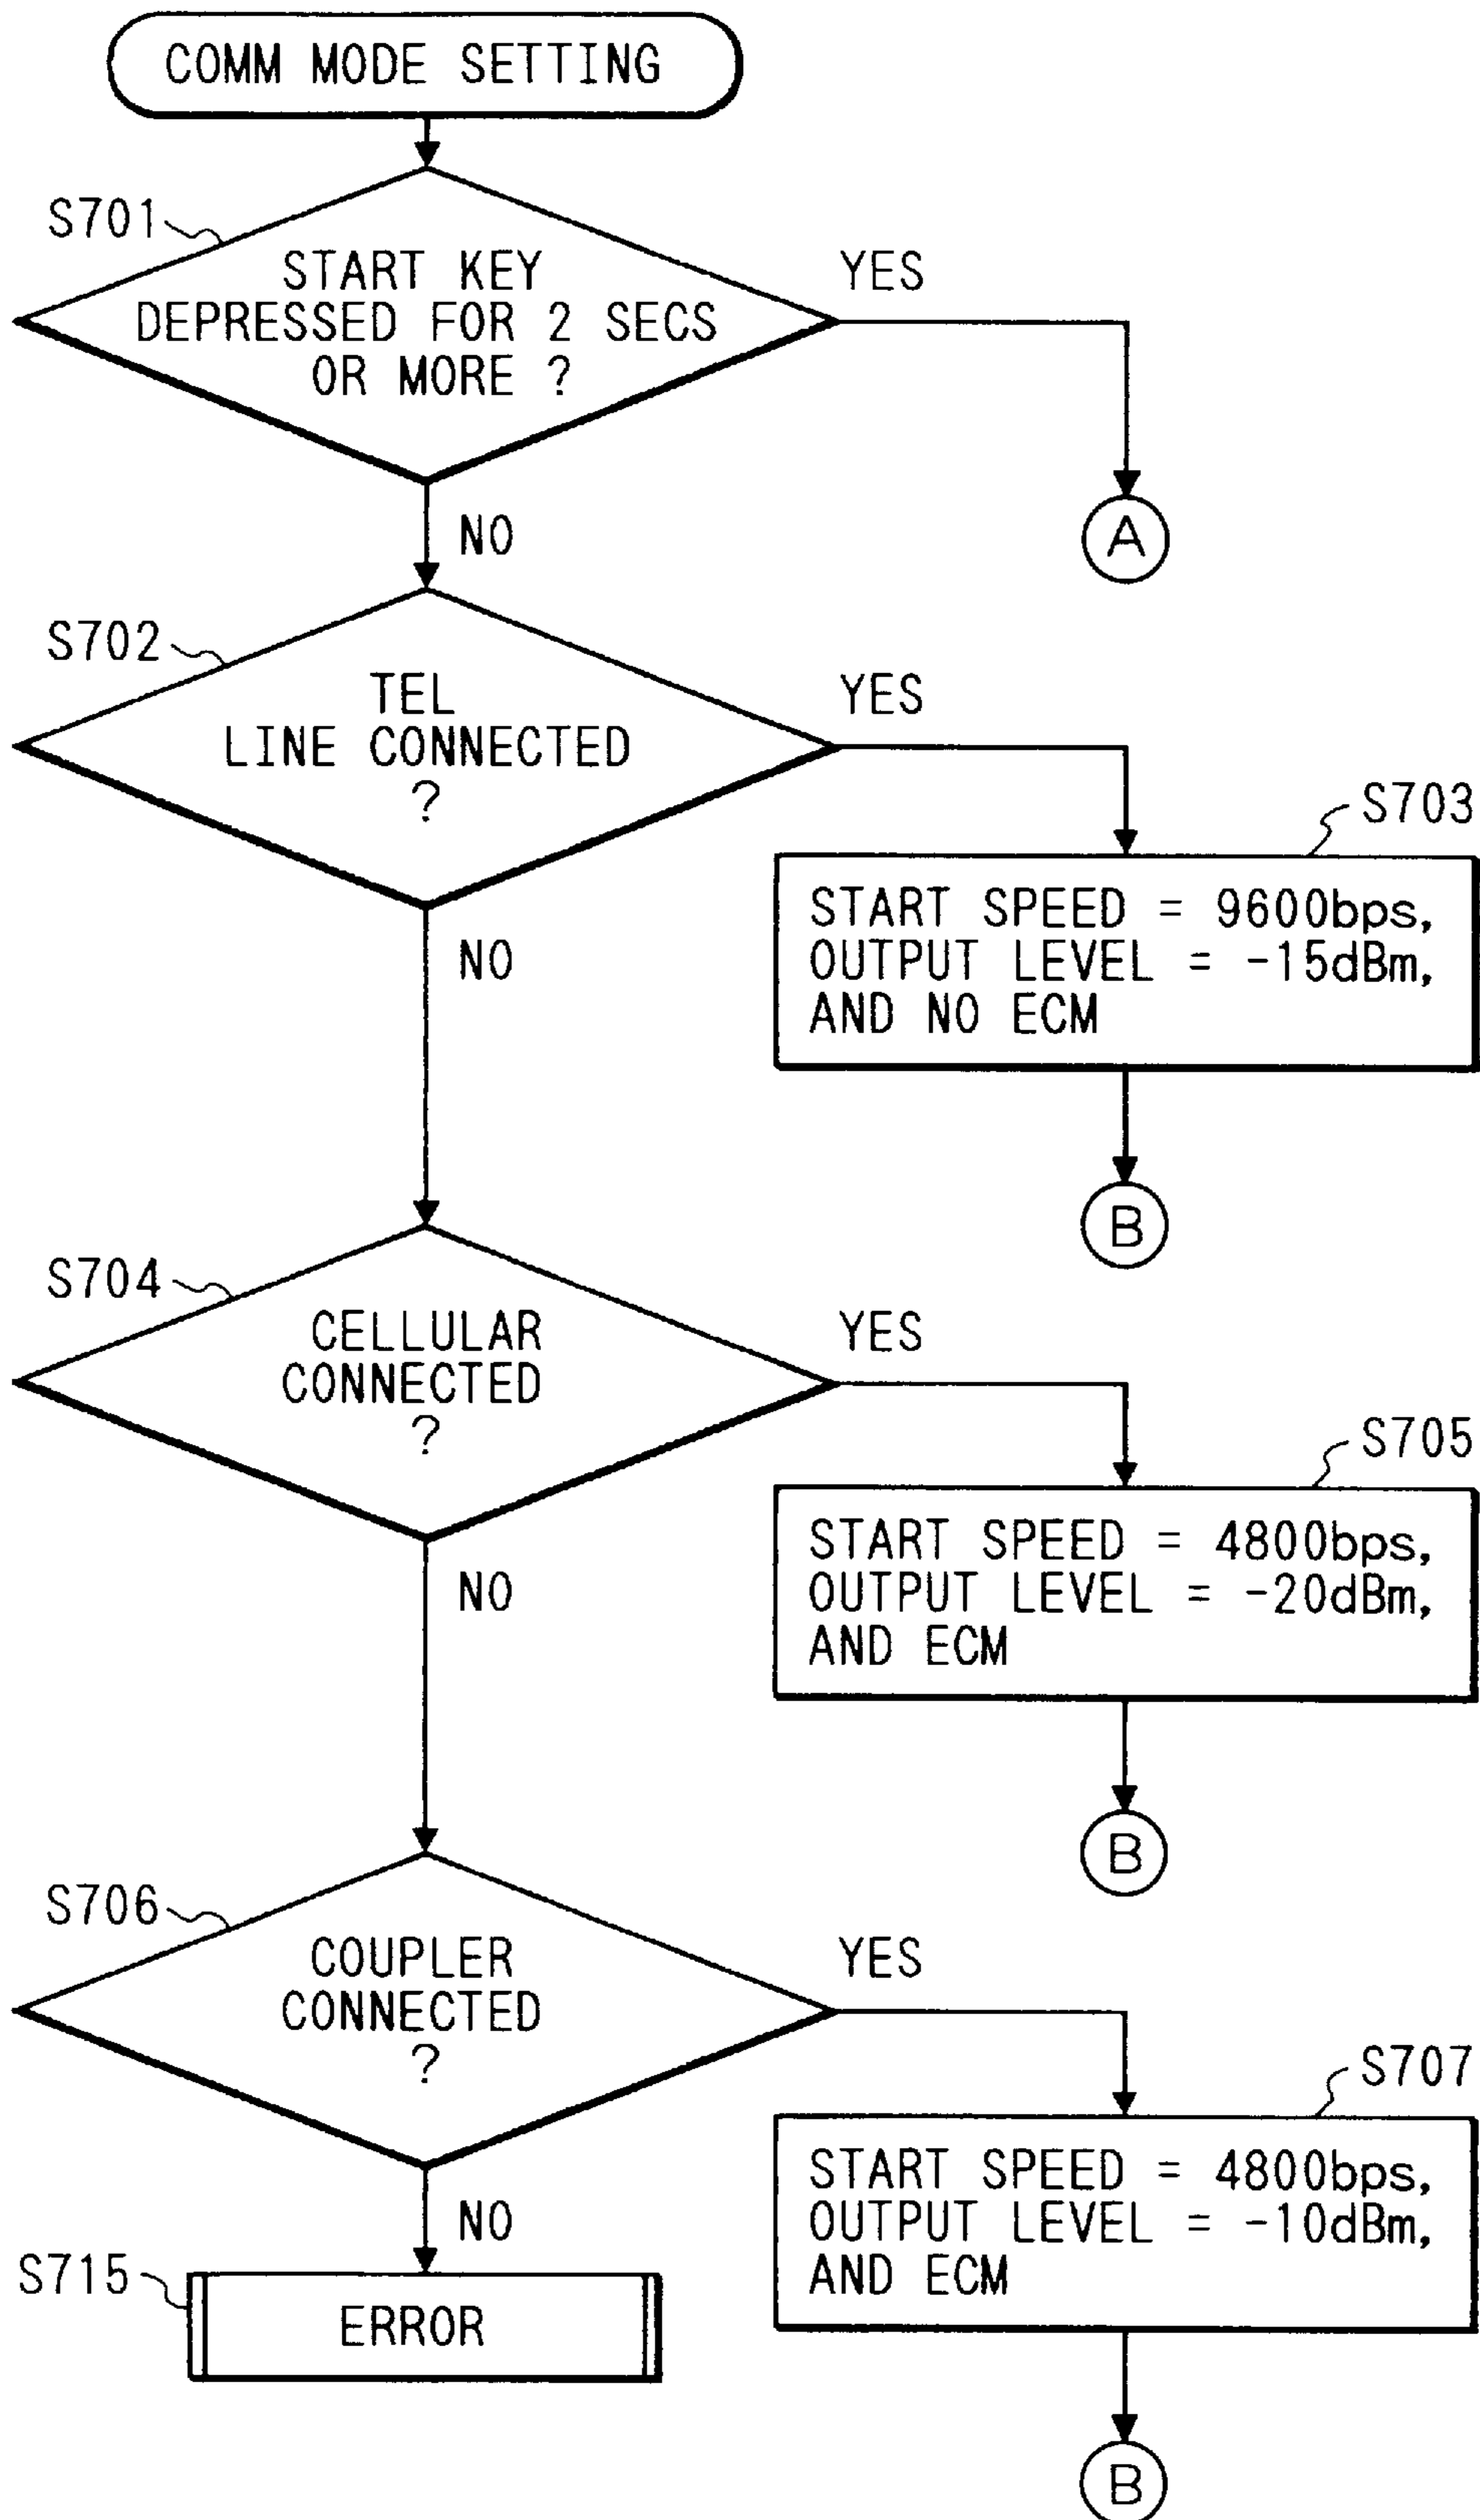 COMM MODE SETTING
S701
START KEY
DEPRESSED FOR 2 SECS
OR MORE ?
YES
A
NO
S702
TEL
LINE CONNECTED
?
YES
S703
START SPEED = 9600bps,
OUTPUT LEVEL = -15dBm,
AND NO ECM
NO
B
S704
CELLULAR
CONNECTED
?
YES
S705
START SPEED = 4800bps,
OUTPUT LEVEL = -20dBm,
AND ECM
NO
B
S706
COUPLER
CONNECTED
?
YES
S707
START SPEED = 4800bps,
OUTPUT LEVEL = -10dBm,
AND ECM
NO
S715
ERROR
B